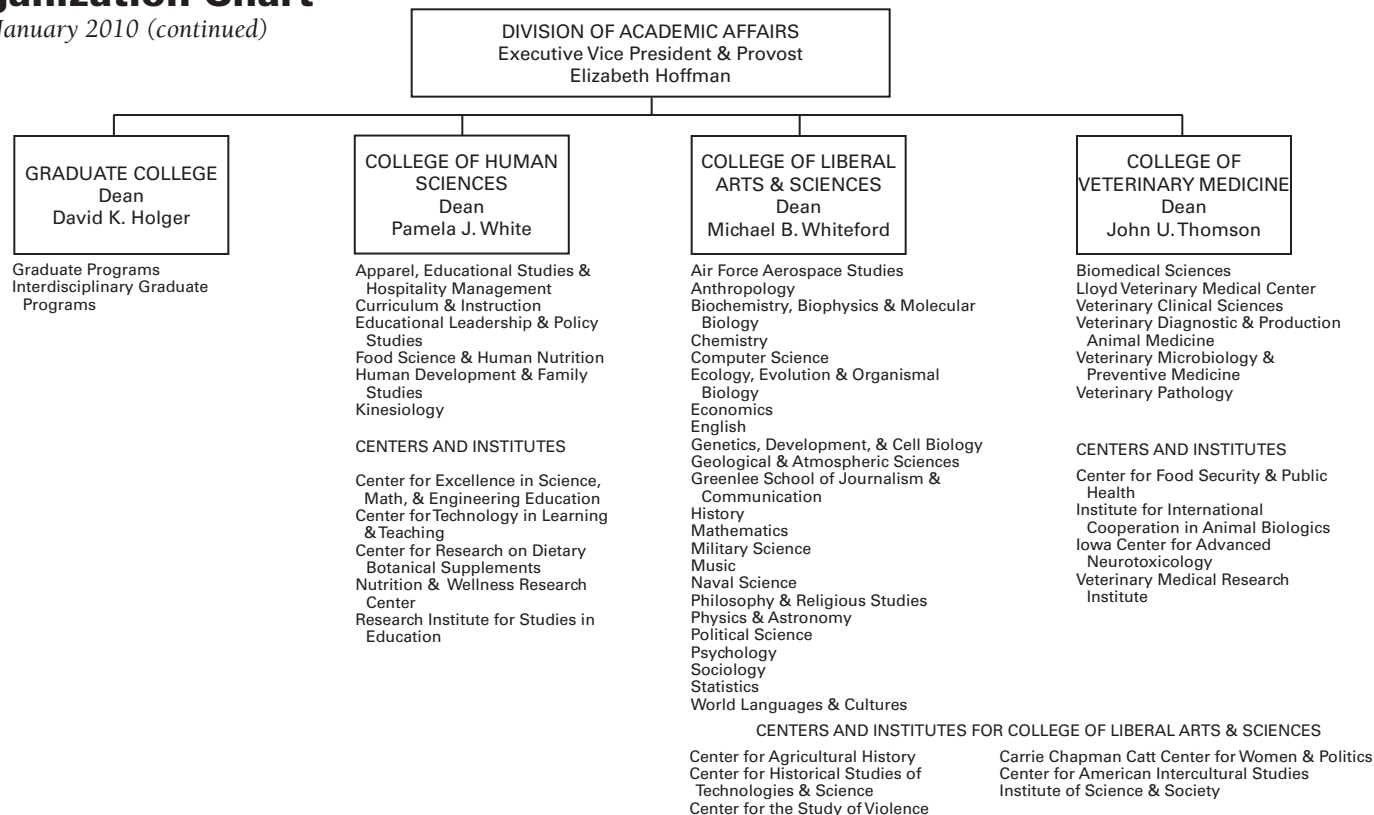 January 2010 (continued)
DIVISION OF ACADEMIC AFFAIRS
Executive Vice President & Provost
Elizabeth Hoffman
GRADUATE COLLEGE
Dean
David K. Holger
Graduate Programs
Interdisciplinary Graduate
Programs
COLLEGE OF HUMAN
SCIENCES
Dean
Pamela J. White
Apparel, Educational Studies &
Hospitality Management
Curriculum & Instruction
Educational Leadership & Policy
Studies
Food Science & Human Nutrition
Human Development & Family
Studies
Kinesiology
CENTERS AND INSTITUTES
Center for Excellence in Science,
Math, & Engineering Education
Center for Technology in Learning
& Teaching
Center for Research on Dietary
Botanical Supplements
Nutrition & Wellness Research
Center
Research Institute for Studies in
Education
COLLEGE OF LIBERAL
ARTS & SCIENCES
Dean
Michael B. Whiteford
Air Force Aerospace Studies
Anthropology
Biochemistry, Biophysics & Molecular
Biology
Chemistry
Computer Science
Ecology, Evolution & Organismal
Biology
Economics
English
Genetics, Development, & Cell Biology
Geological & Atmospheric Sciences
Greenlee School of Journalism &
Communication
History
Mathematics
Military Science
Music
Naval Science
Philosophy & Religious Studies
Physics & Astronomy
Political Science
Psychology
Sociology
Statistics
World Languages & Cultures
COLLEGE OF
VETERINARY MEDICINE
Dean
John U. Thomson
Biomedical Sciences
Lloyd Veterinary Medical Center
Veterinary Clinical Sciences
Veterinary Diagnostic & Production
Animal Medicine
Veterinary Microbiology &
Preventive Medicine
Veterinary Pathology
CENTERS AND INSTITUTES
Center for Food Security & Public
Health
Institute for International
Cooperation in Animal Biologics
Iowa Center for Advanced
Neurotoxicology
Veterinary Medical Research
Institute
CENTERS AND INSTITUTES FOR COLLEGE OF LIBERAL ARTS & SCIENCES
Center for Agricultural History
Center for Historical Studies of
Technologies & Science
Center for the Study of Violence
Carrie Chapman Catt Center for Women & Politics
Center for American Intercultural Studies
Institute of Science & Society